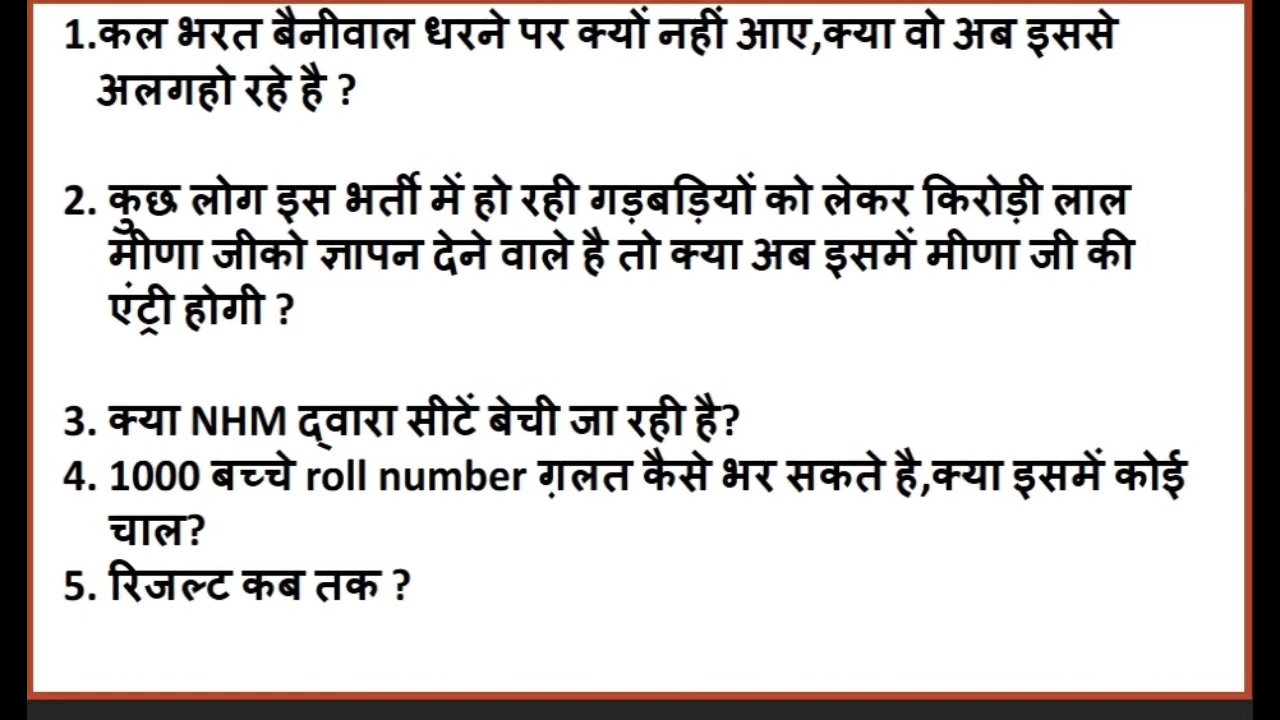 1.कल भरत बैनीवाल धरने पर क्यों नहीं आए,क्या वो अब इससे
अलगहो रहे है ?
2. कुछ लोग इस भर्ती में हो रही गड़बड़ियों को लेकर किरोड़ी लाल
मीणा जीको ज्ञापन देने वाले है तो क्या अब इसमें मीणा जी की
एंट्री होगी ?
3. क्या NHM द्वारा सीटें बेची जा रही है?
4. 1000 बच्चे roll number ग़लत कैसे भर सकते है,क्या इसमें कोई
चाल?
5. रिजल्ट कब तक ?